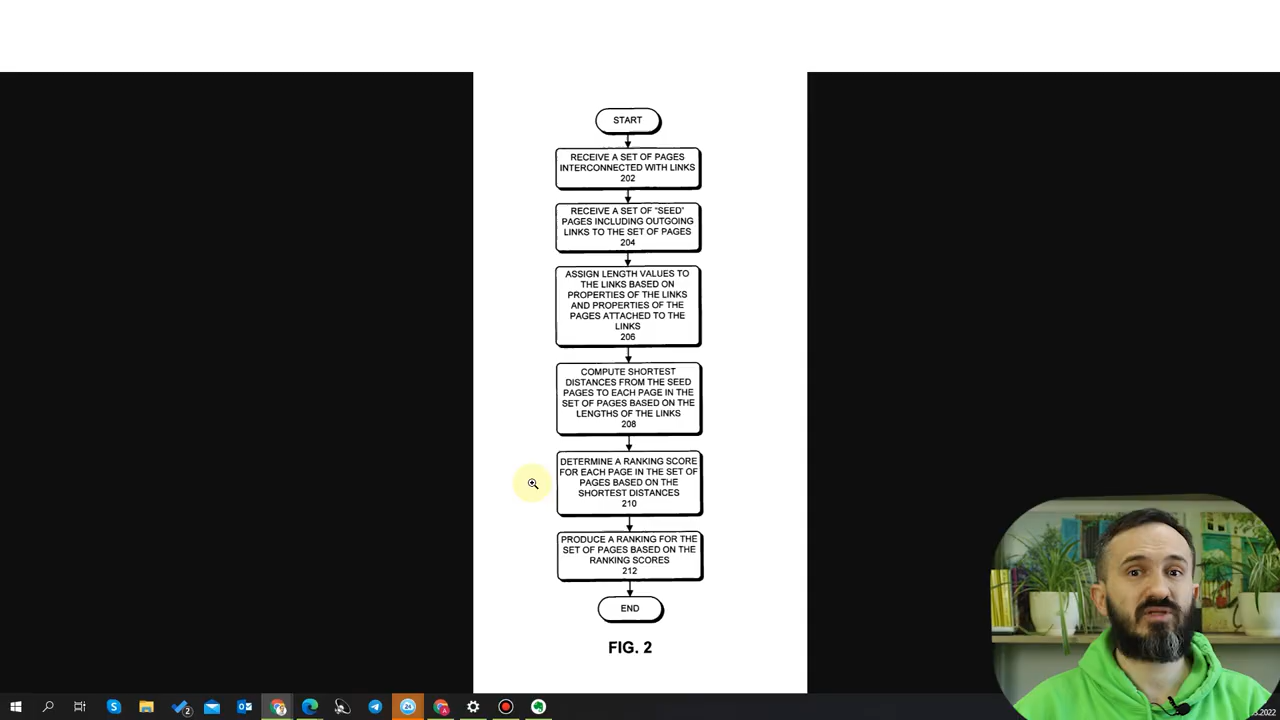 START
RECEIVE A SET OF PAGES
INTERCONNECTED WITH LINKS
202
RECEIVE A SET OF "SEED"
PAGES INCLUDING OUTGOING
LINKS TO THE SET OF PAGES
204
ASSIGN LENGTH VALUES TO
THE LINKS BASED ON
PROPERTIES OF THE LINKS
AND PROPERTIES OF THE
PAGES ATTACHED TO THE
LINKS
206
COMPUTE SHORTEST
DISTANCES FROM THE SEED
PAGES TO EACH PAGE IN THE
SET OF PAGES BASED ON THE
LENGTHS OF THE LINKS
208
DETERMINE A RANKING SCORE
FOR EACH PAGE IN THE SET OF
PAGES BASED ON THE
SHORTEST DISTANCES
210
PRODUCE A RANKING FOR THE
SET OF PAGES BASED ON THE
RANKING SCORES
212
END
FIG. 2